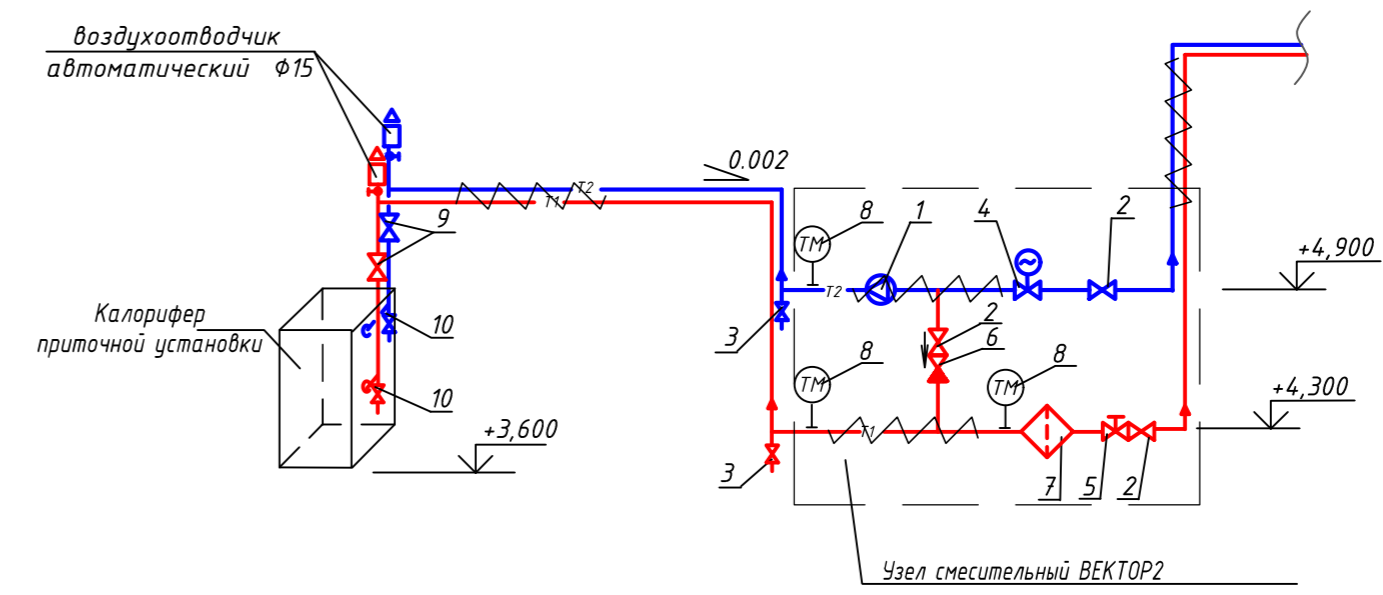 воздухоотводчик
автоматический Ф15
0.002
T2
T1
9
8
1
4
2
+4,900
TM
T2
Калорифер
приточной установки
10
3
2
6
8
8
TM
TM
10
+4,300
T1
+3,600
3
7
5
2
Узел смесительный ВЕКТОР2